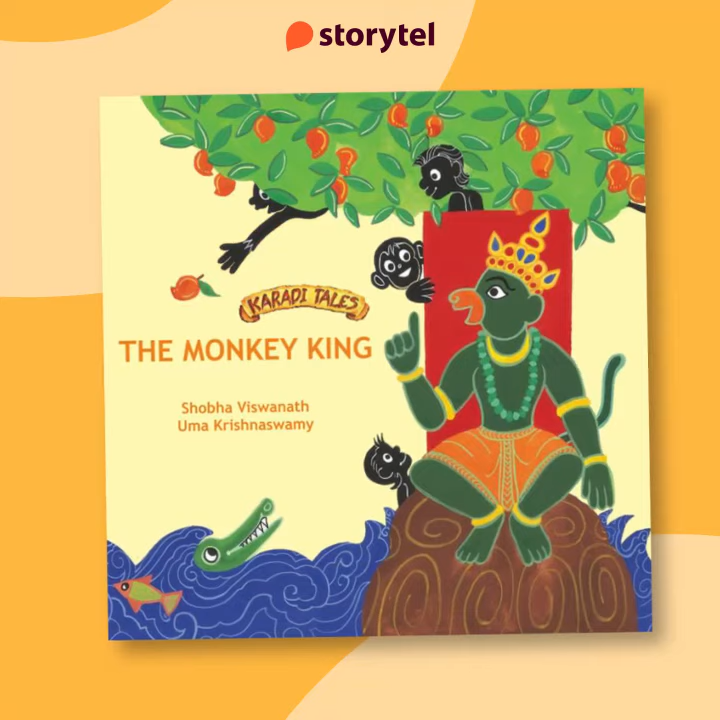 storytel
KARADI TALES
THE MONKEY KING
Shobha Viswanath
Uma Krishnaswamy